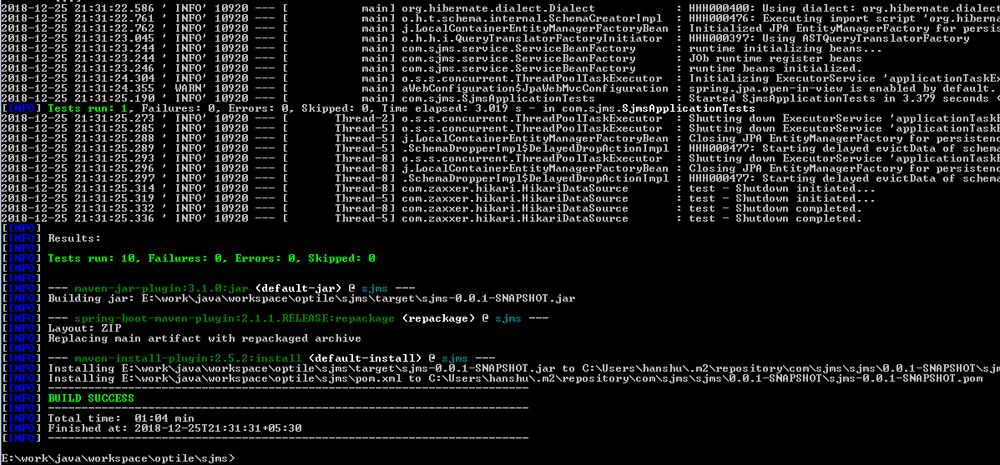 2018-12-25 21:31:22.586 ' INFO' 10920 --- [           main] org.hibernate.dialect.Dialect            : HHH000400: Using dialect: org.hibernate.dialect.
2018-12-25 21:31:22.761 ' INFO' 10920 --- [           main] o.h.t.schema.internal.SchemaCreatorImpl  : HHH000476: Executing import script 'org.hibern
2018-12-25 21:31:22.762 ' INFO' 10920 --- [           main] j.LocalContainerEntityManagerFactoryBean : Initialized JPA EntityManagerFactory for persis
2018-12-25 21:31:23.045 ' INFO' 10920 --- [           main] o.h.h.i.QueryTranslatorFactoryInitiator  : HHH000397: Using ASTQueryTranslatorFactory
2018-12-25 21:31:23.244 ' INFO' 10920 --- [           main] com.sjms.service.ServiceBeanFactory      : runtime initializing beans...
2018-12-25 21:31:23.244 ' INFO' 10920 --- [           main] com.sjms.service.ServiceBeanFactory      : JOb runtime register beans
2018-12-25 21:31:23.246 ' INFO' 10920 --- [           main] com.sjms.service.ServiceBeanFactory      : runtime beans initialized.
2018-12-25 21:31:24.304 ' INFO' 10920 --- [           main] o.s.s.concurrent.ThreadPoolTaskExecutor  : Initializing ExecutorService 'applicationTaskEx
2018-12-25 21:31:24.355 ' WARN' 10920 --- [           main] aWebConfiguration$JpaWebMvcConfiguration : spring.jpa.open-in-view is enabled by default.
2018-12-25 21:31:25.190 ' INFO' 10920 --- [           main] com.sjms.SjmsApplicationTests            : Started SjmsApplicationTests in 3.379 seconds
[INFO] Tests run: 1, Failures: 0, Errors: 0, Skipped: 0, Time elapsed: 3.019 s - in com.sjms.SjmsApplicationTests
2018-12-25 21:31:25.273 ' INFO' 10920 --- [       Thread-2] o.s.s.concurrent.ThreadPoolTaskExecutor  : Shutting down ExecutorService 'applicationTaskE
2018-12-25 21:31:25.285 ' INFO' 10920 --- [       Thread-5] o.s.s.concurrent.ThreadPoolTaskExecutor  : Shutting down ExecutorService 'applicationTaskE
2018-12-25 21:31:25.288 ' INFO' 10920 --- [       Thread-5] j.LocalContainerEntityManagerFactoryBean : Closing JPA EntityManagerFactory for persistenc
2018-12-25 21:31:25.289 ' INFO' 10920 --- [       Thread-5] .SchemaDropperImpl$DelayedDropActionImpl : HHH000477: Starting delayed evictData of schema
2018-12-25 21:31:25.293 ' INFO' 10920 --- [       Thread-8] o.s.s.concurrent.ThreadPoolTaskExecutor  : Shutting down ExecutorService 'applicationTaskE
2018-12-25 21:31:25.296 ' INFO' 10920 --- [       Thread-8] j.LocalContainerEntityManagerFactoryBean : Closing JPA EntityManagerFactory for persistenc
2018-12-25 21:31:25.297 ' INFO' 10920 --- [       Thread-8] .SchemaDropperImpl$DelayedDropActionImpl : HHH000477: Starting delayed evictData of schema
2018-12-25 21:31:25.314 ' INFO' 10920 --- [       Thread-8] com.zaxxer.hikari.HikariDataSource       : test - Shutdown initiated...
2018-12-25 21:31:25.319 ' INFO' 10920 --- [       Thread-5] com.zaxxer.hikari.HikariDataSource       : test - Shutdown initiated...
2018-12-25 21:31:25.332 ' INFO' 10920 --- [       Thread-8] com.zaxxer.hikari.HikariDataSource       : test - Shutdown completed.
2018-12-25 21:31:25.336 ' INFO' 10920 --- [       Thread-5] com.zaxxer.hikari.HikariDataSource       : test - Shutdown completed.
[INFO]
[INFO] Results:
[INFO]
[INFO] Tests run: 10, Failures: 0, Errors: 0, Skipped: 0
[INFO]
[INFO]
[INFO] --- maven-jar-plugin:3.1.0:jar (default-jar) @ sjms ---
[INFO] Building jar: E:\work\java\workspace\optile\sjms\target\sjms-0.0.1-SNAPSHOT.jar
[INFO]
[INFO] --- spring-boot-maven-plugin:2.1.1.RELEASE:repackage (repackage) @ sjms ---
[INFO] Layout: ZIP
[INFO] Replacing main artifact with repackaged archive
[INFO]
[INFO] --- maven-install-plugin:2.5.2:install (default-install) @ sjms ---
[INFO] Installing E:\work\java\workspace\optile\sjms\target\sjms-0.0.1-SNAPSHOT.jar to C:\Users\hanshu\.m2\repository\com\sjms\sjms\0.0.1-SNAPSHOT\sjm
[INFO] Installing E:\work\java\workspace\optile\sjms\pom.xml to C:\Users\hanshu\.m2\repository\com\sjms\sjms\0.0.1-SNAPSHOT\sjms-0.0.1-SNAPSHOT.pom
[INFO] ------------------------------------------------------------------------
[INFO] BUILD SUCCESS
[INFO] ------------------------------------------------------------------------
[INFO] Total time:  01:04 min
[INFO] Finished at: 2018-12-25T21:31:31+05:30
[INFO] ------------------------------------------------------------------------
E:\work\java\workspace\optile\sjms>